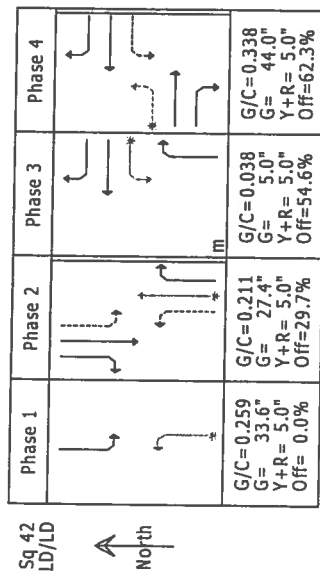 Sq 42
LD/LD
North
Phase 1
G/C=0.259
G= 33.6"
Y+R= 5.0"
Off= 0.0%
Phase 2
G/C=0.211
G= 27.4"
Y+R= 5.0"
Off=29.7%
Phase 3
m
G/C=0.038
G= 5.0"
Y+R= 5.0"
Off=54.6%
Phase 4
G/C=0.338
G= 44.0"
Y+R= 5.0"
Off=62.3%